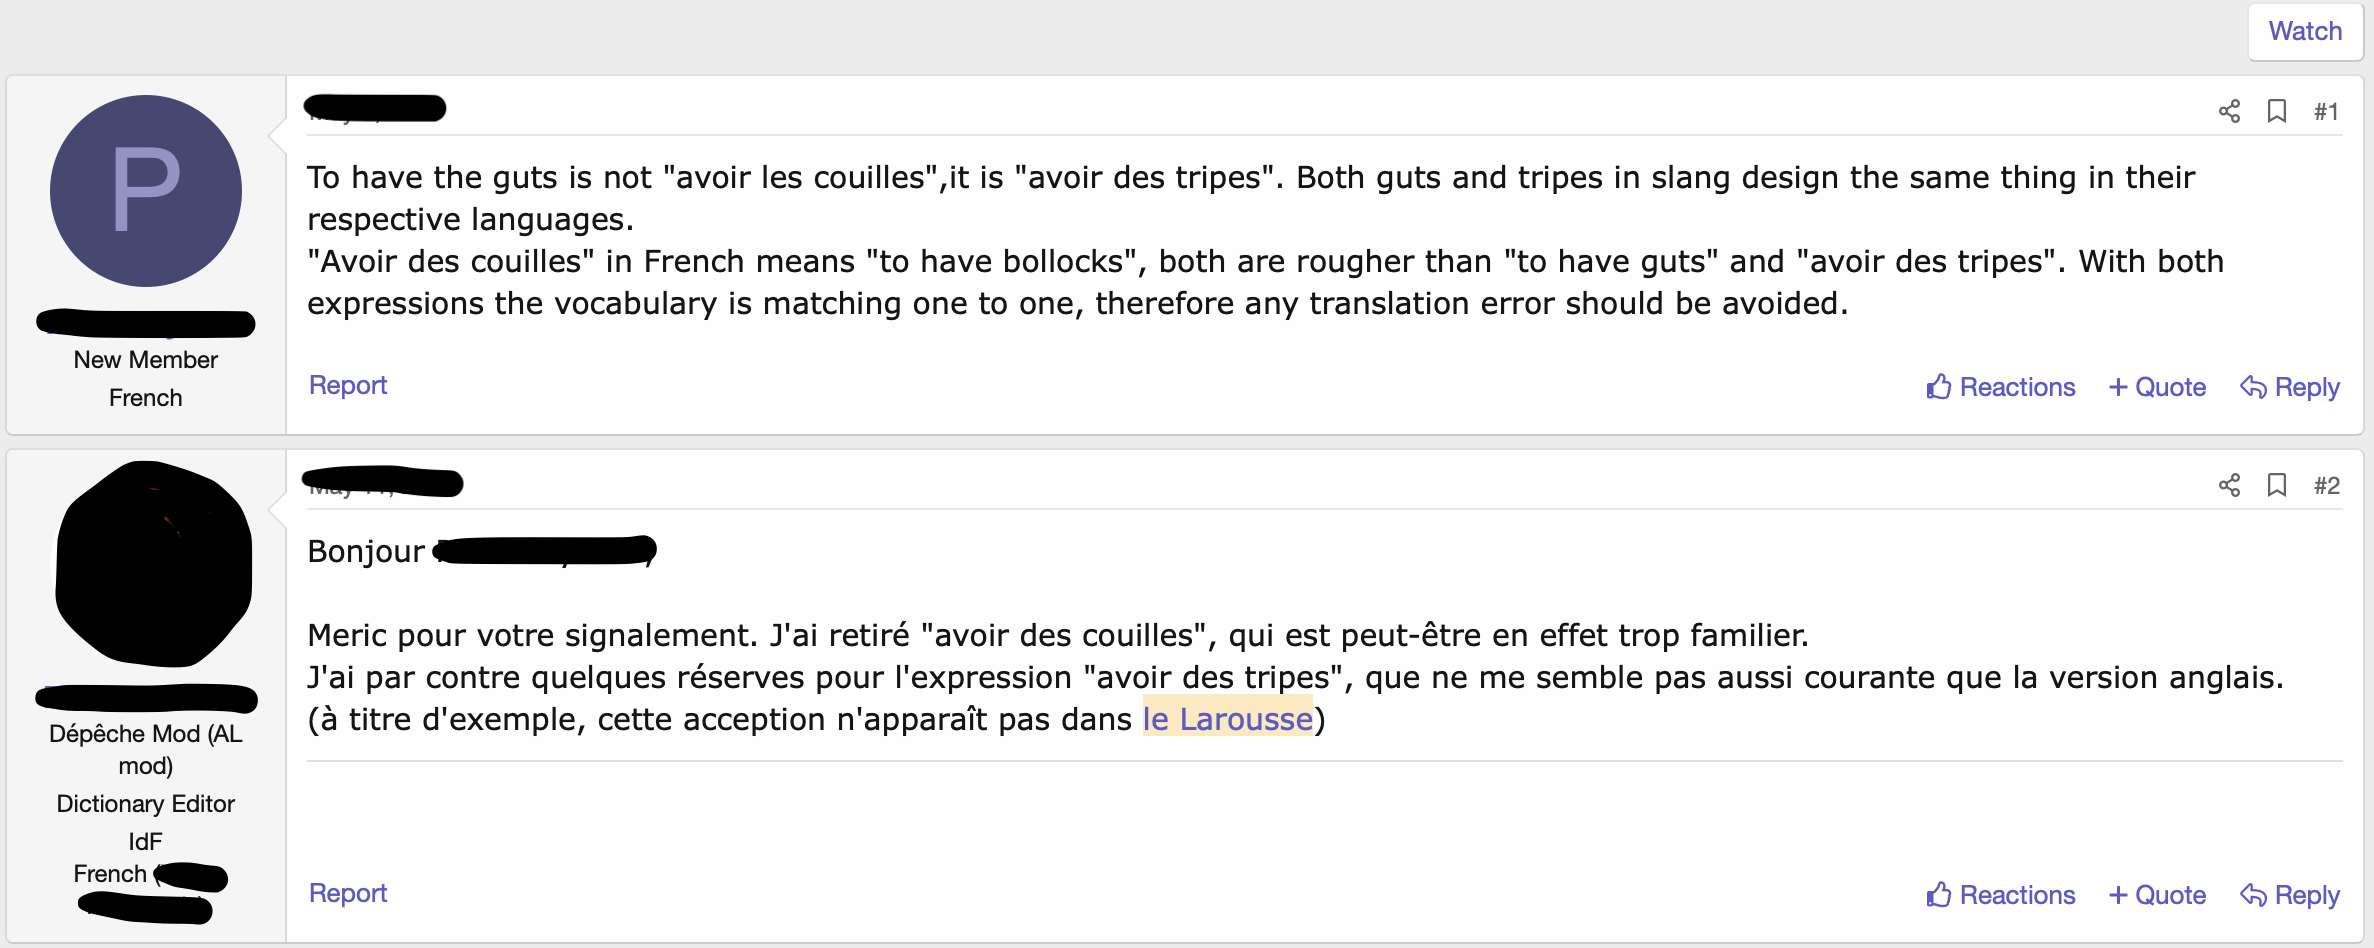 Watch
P
New Member
French
#1
To have the guts is not "avoir les couilles",it is "avoir des tripes". Both guts and tripes in slang design the same thing in their
respective languages.
"Avoir des couilles" in French means "to have bollocks", both are rougher than "to have guts" and "avoir des tripes". With both
expressions the vocabulary is matching one to one, therefore any translation error should be avoided.
Report
Reactions + Quote Reply
Dépêche Mod (AL
mod)
Dictionary Editor
IdF
French (
#2
Bonjour
Meric pour votre signalement. J'ai retiré "avoir des couilles", qui est peut-être en effet trop familier.
J'ai par contre quelques réserves pour l'expression "avoir des tripes", que ne me semble pas aussi courante que la version anglais.
(à titre d'exemple, cette acception n'apparaît pas dans le Larousse)
Report
Reactions + Quote Reply